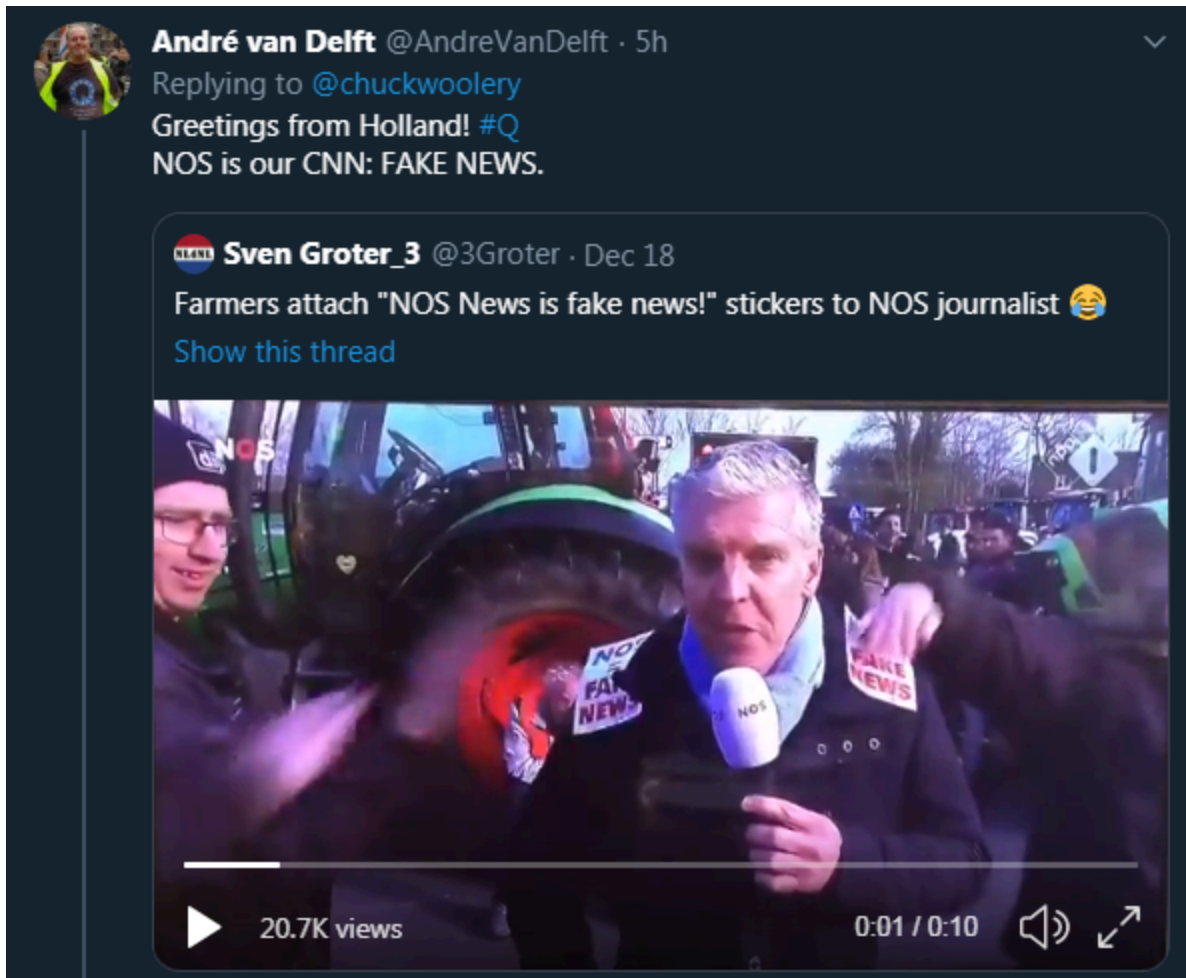 André van Delft @AndreVanDelft · 5h
Replying to @chuckwoolery
Greetings from Holland! #Q
NOS is our CNN: FAKE NEWS.
NL4NL Sven Groter_3 @3Groter · Dec 18
Farmers attach "NOS News is fake news!" stickers to NOS journalist 😂
Show this thread
NOS
NOS
=
FAKE
NEWS
FAKE
NEWS
NOS
20.7K views
0:01 / 0:10